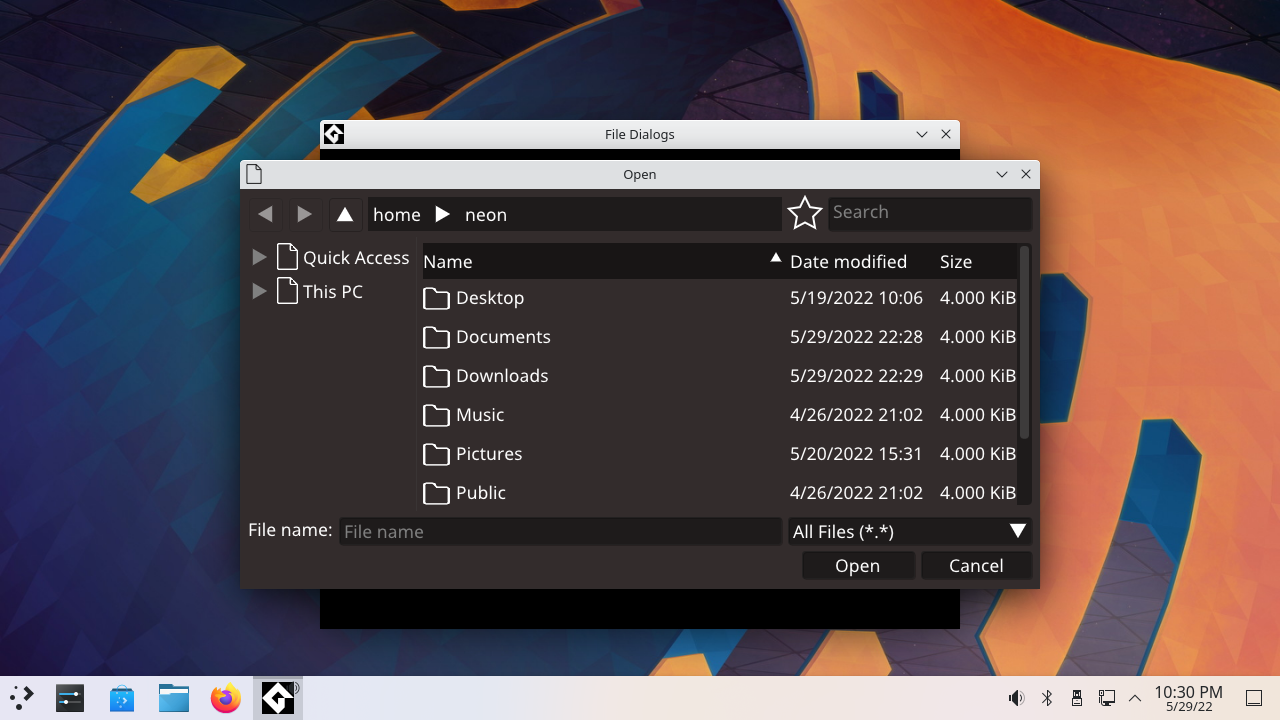 File Dialogs
Open
home neon
Search
Quick Access
This PC
Name Date modified Size
Desktop 5/19/2022 10:06 4.000 KiB
Documents 5/29/2022 22:28 4.000 KiB
Downloads 5/29/2022 22:29 4.000 KiB
Music 4/26/2022 21:02 4.000 KiB
Pictures 5/20/2022 15:31 4.000 KiB
Public 4/26/2022 21:02 4.000 KiB
File name: File name All Files (*.*)
Open Cancel
10:30 PM
5/29/22